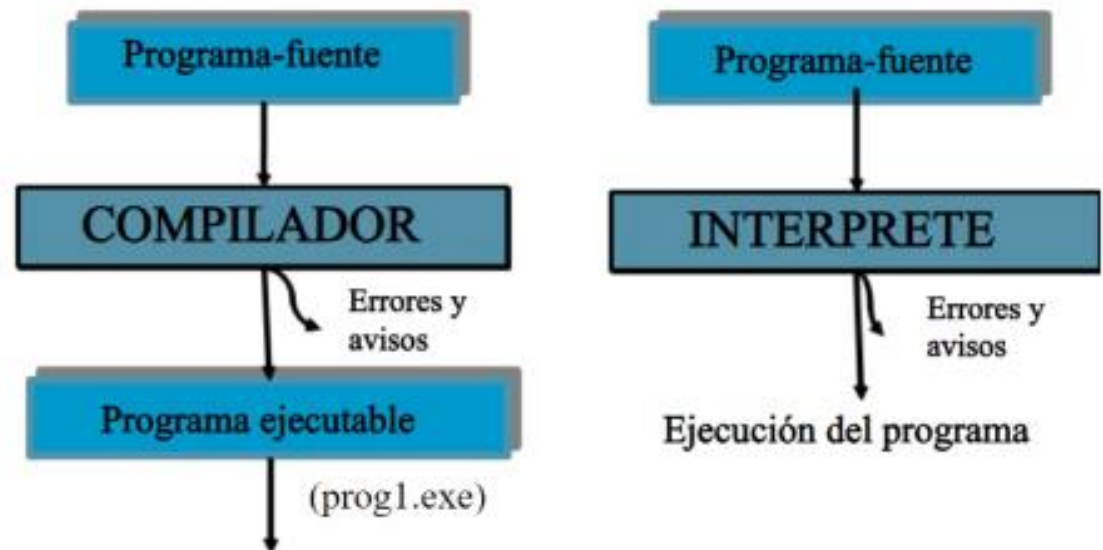 Programa-fuente
COMPILADOR
Errores y
avisos
Programa ejecutable
(prog1.exe)
Programa-fuente
INTERPRETE
Errores y
avisos
Ejecución del programa